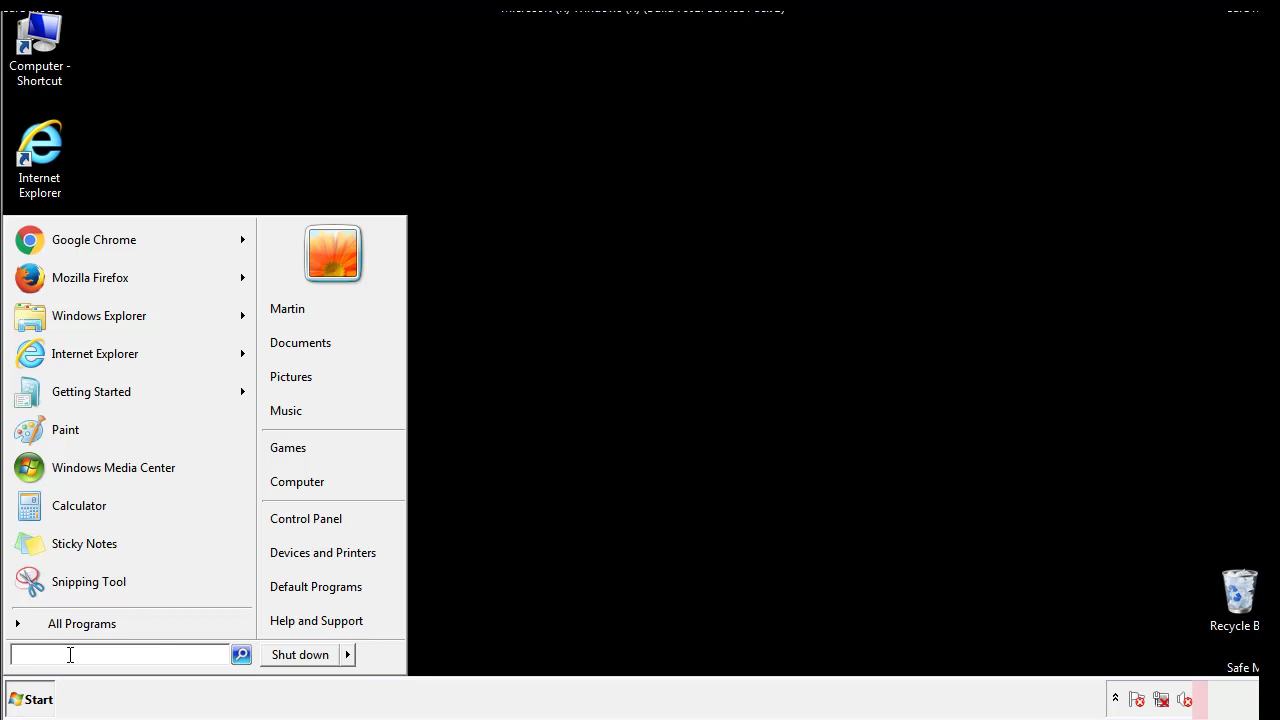 Computer -
Shortcut
Internet
Explorer
Google Chrome
Mozilla Firefox
Windows Explorer
Internet Explorer
Getting Started
Paint
Windows Media Center
Calculator
Sticky Notes
Snipping Tool
All Programs
Martin
Documents
Pictures
Music
Games
Computer
Control Panel
Devices and Printers
Default Programs
Help and Support
Shut down
Recycle B
Safe M
Start